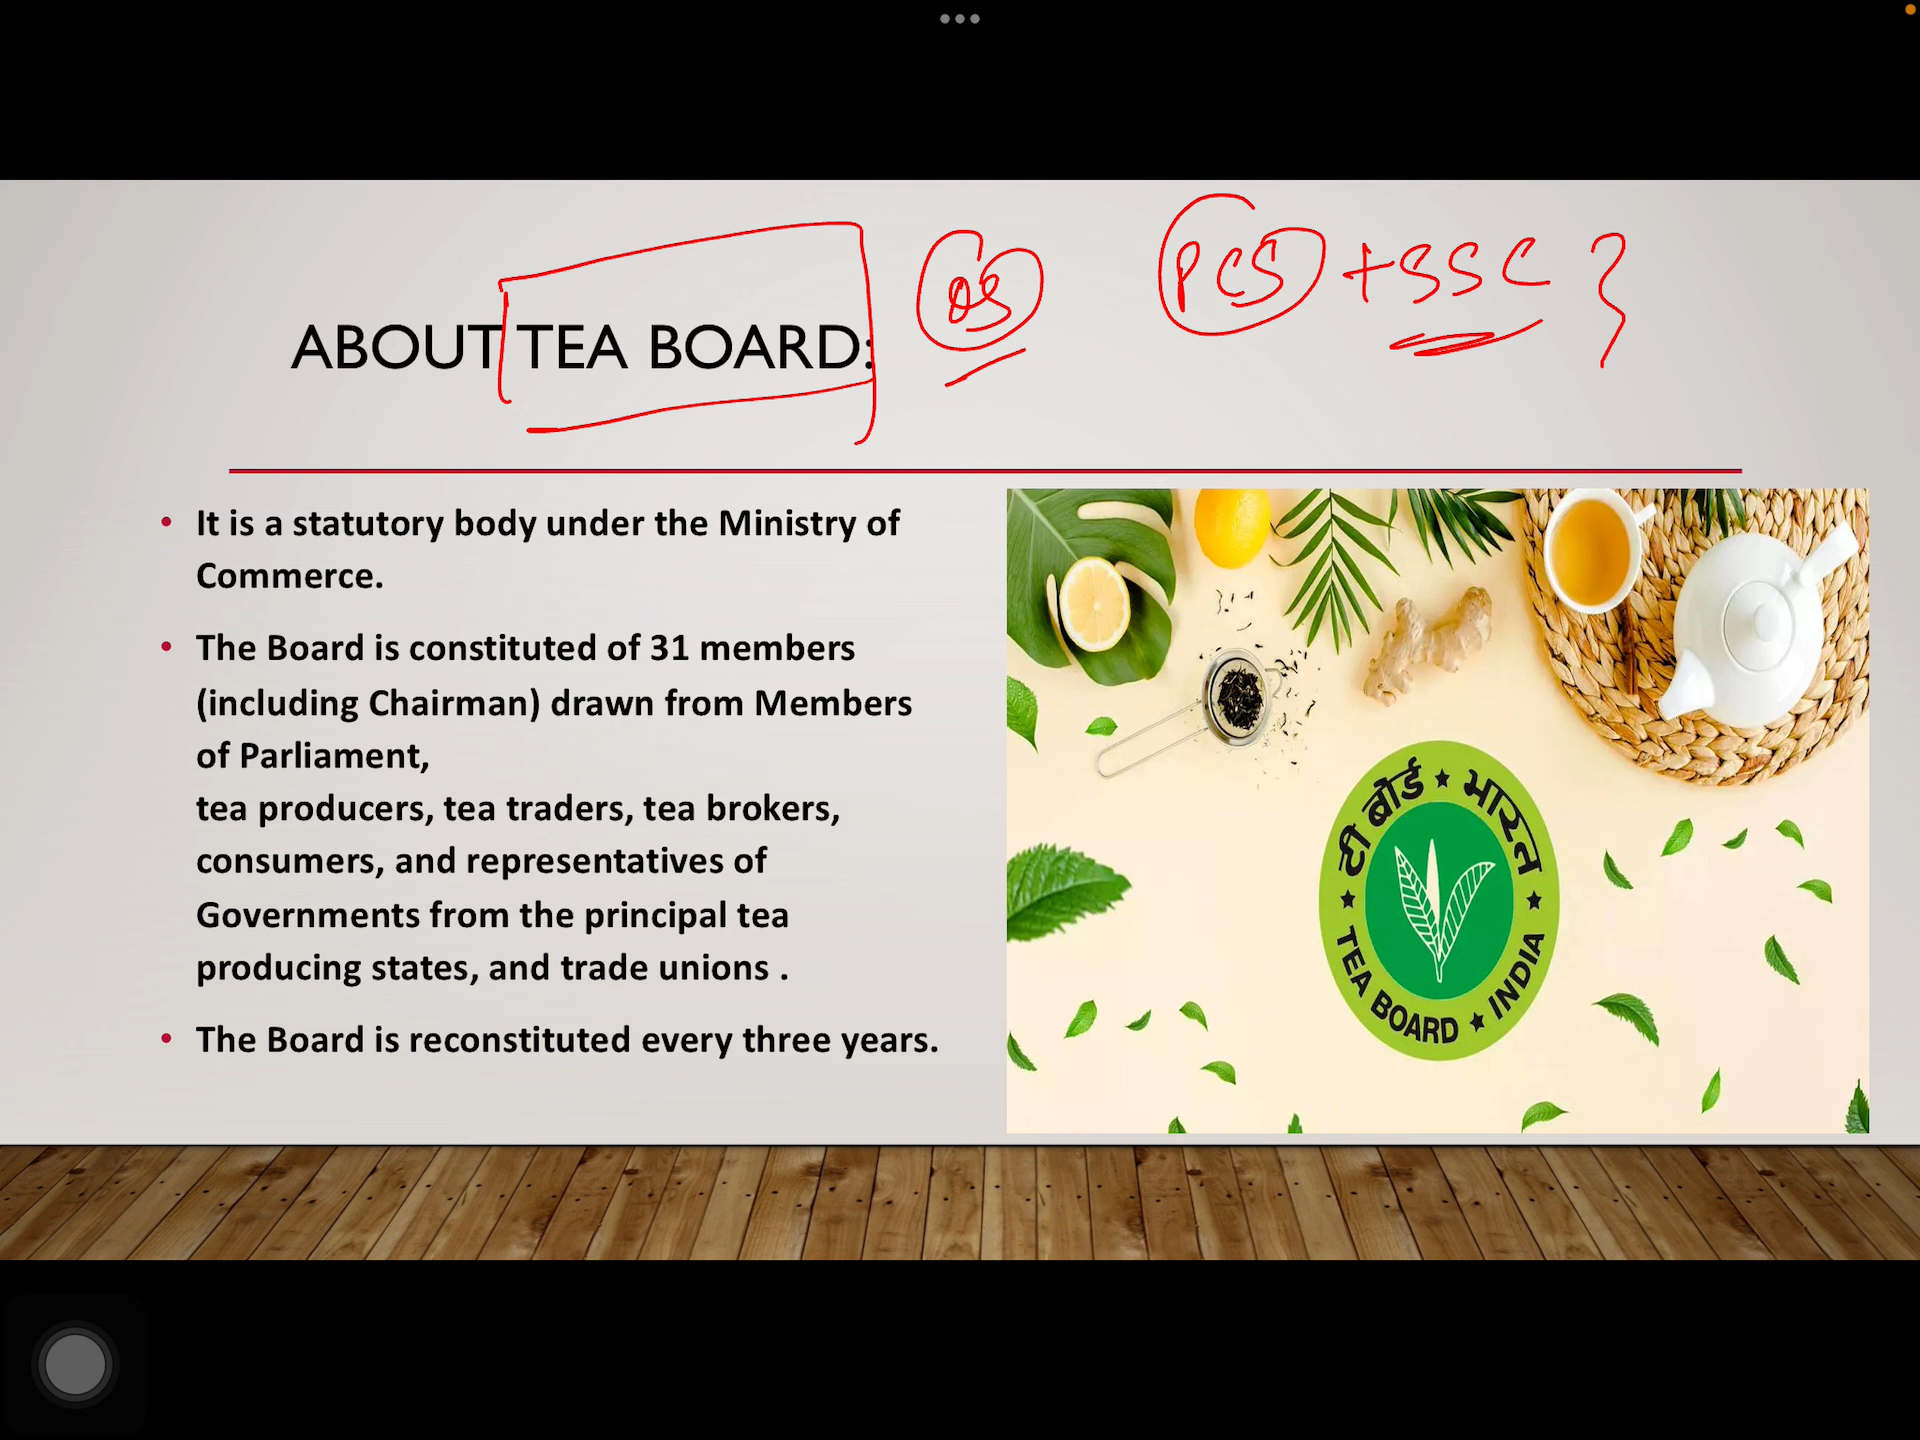 PCS + SSC }
ABOUT TEA BOARD:
• It is a statutory body under the Ministry of
Commerce.
• The Board is constituted of 31 members
(including Chairman) drawn from Members
of Parliament,
tea producers, tea traders, tea brokers,
consumers, and representatives of
Governments from the principal tea
producing states, and trade unions .
• The Board is reconstituted every three years.
टी बोर्ड ★ भारत
TEA BOARD ★ INDIA